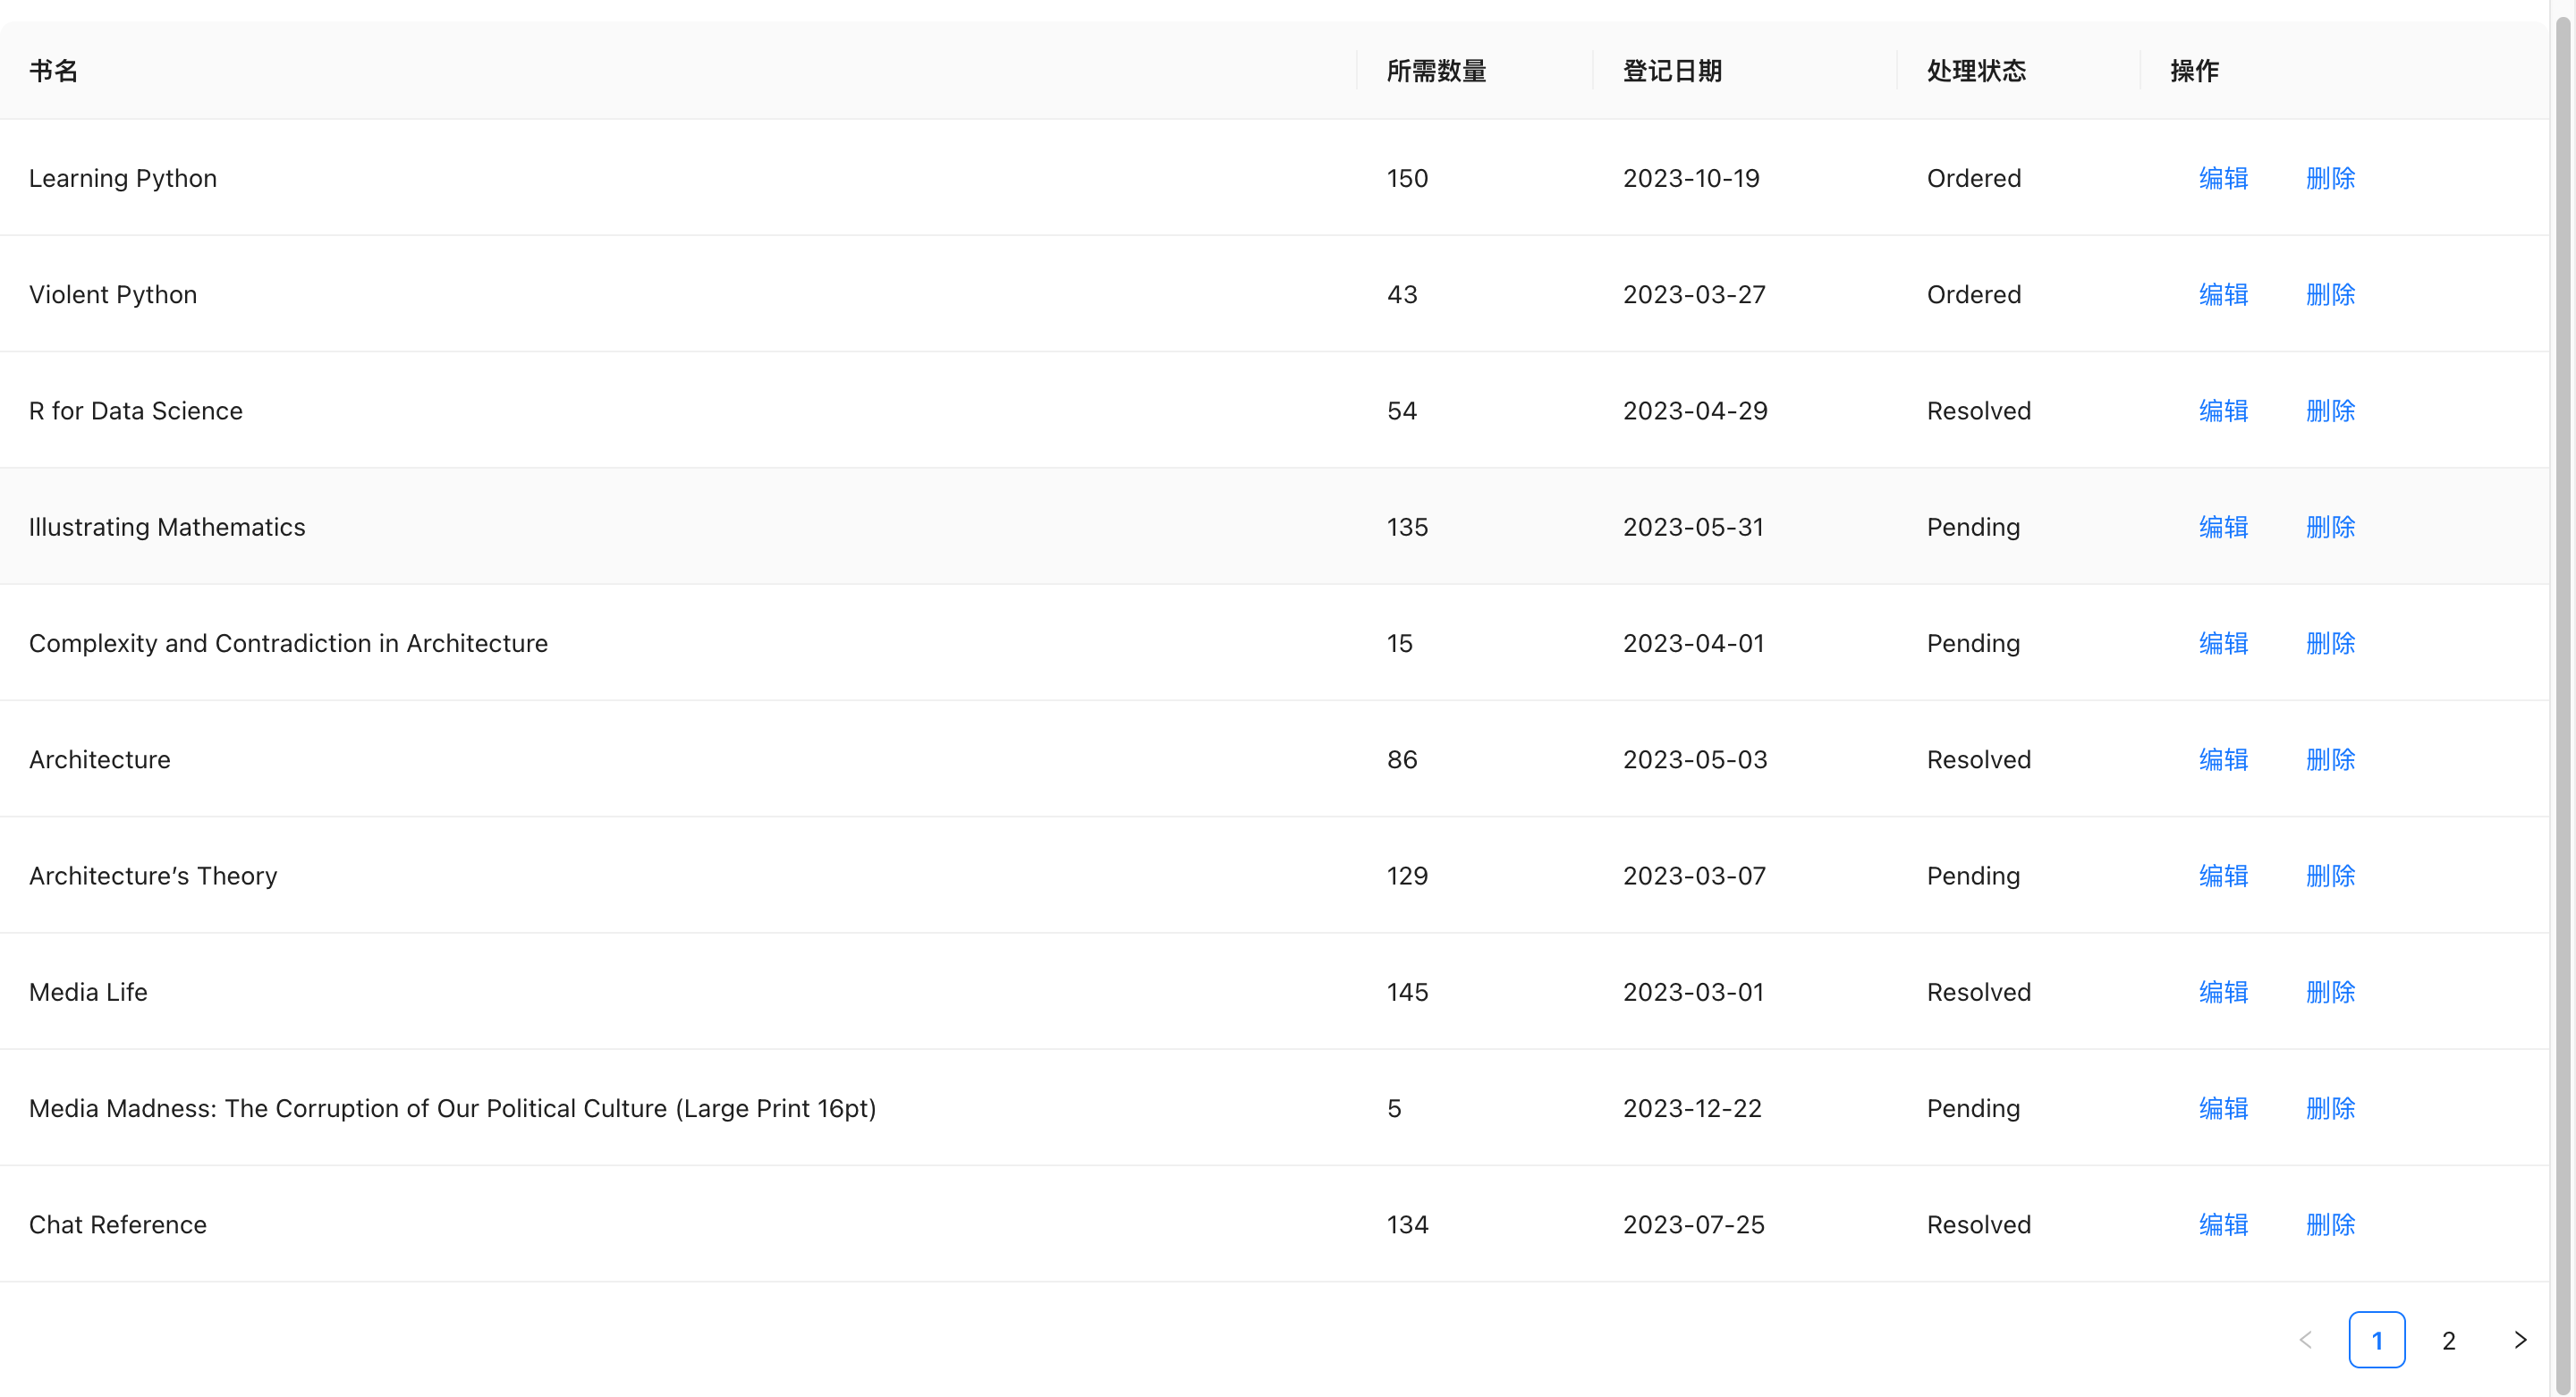 书名 所需数量 登记日期 处理状态 操作
Learning Python 150 2023-10-19 Ordered 编辑 删除
Violent Python 43 2023-03-27 Ordered 编辑 删除
R for Data Science 54 2023-04-29 Resolved 编辑 删除
Illustrating Mathematics 135 2023-05-31 Pending 编辑 删除
Complexity and Contradiction in Architecture 15 2023-04-01 Pending 编辑 删除
Architecture 86 2023-05-03 Resolved 编辑 删除
Architecture’s Theory 129 2023-03-07 Pending 编辑 删除
Media Life 145 2023-03-01 Resolved 编辑 删除
Media Madness: The Corruption of Our Political Culture (Large Print 16pt) 5 2023-12-22 Pending 编辑 删除
Chat Reference 134 2023-07-25 Resolved 编辑 删除
< 1 2 >